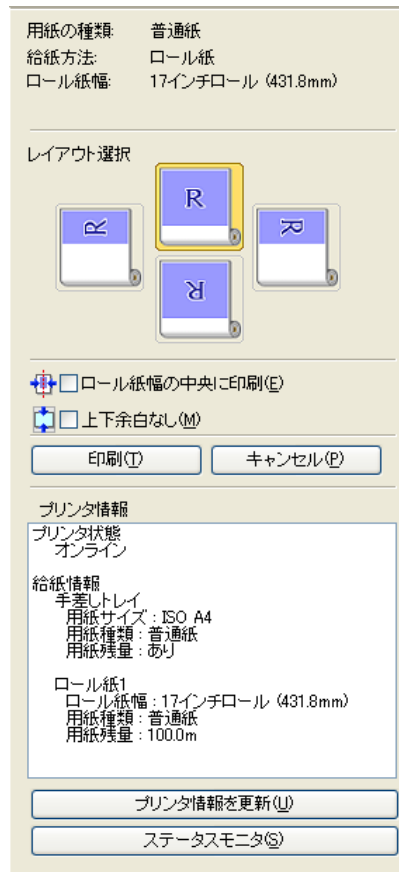 用紙の種類: 普通紙
給紙方法: ロール紙
ロール紙幅: 17インチロール (431.8mm)
レイアウト選択
R
R
R
R
ロール紙幅の中央に印刷(E)
上下余白なし(M)
印刷(T) キャンセル(P)
プリンタ情報
プリンタ状態
オンライン
給紙情報
手差しトレイ
用紙サイズ : ISO A4
用紙種類 : 普通紙
用紙残量 : あり
ロール紙1
ロール紙幅 : 17インチロール (431.8mm)
用紙種類 : 普通紙
用紙残量 : 100.0m
プリンタ情報を更新(U)
ステータスモニタ(S)